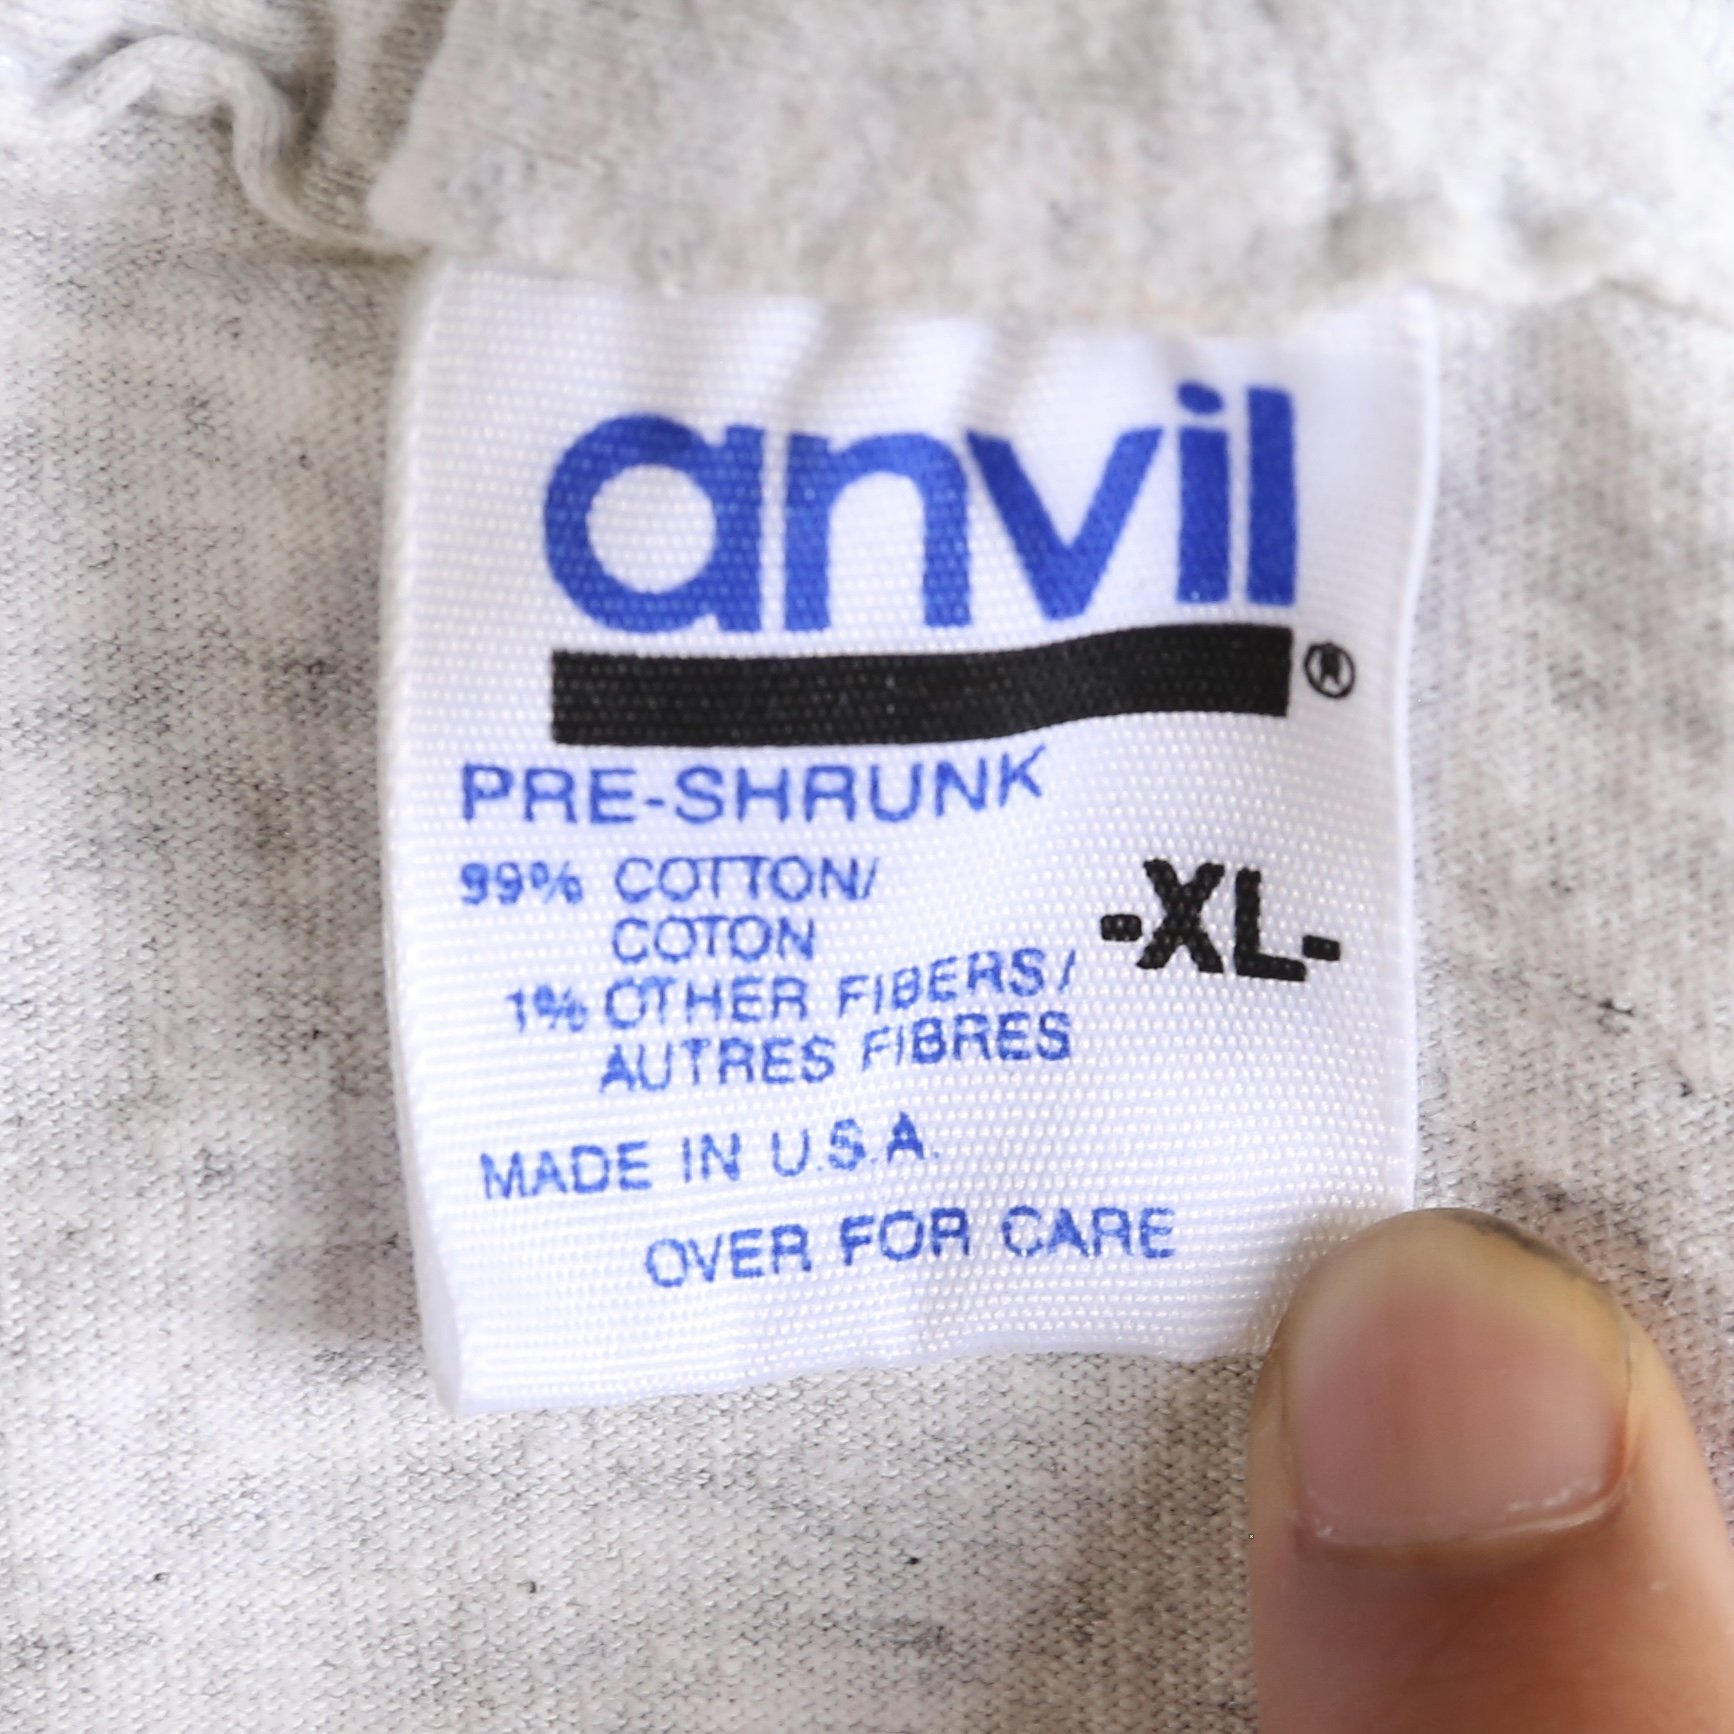 anvil
®
PRE-SHRUNK
99% COTTON/
COTON
-XL-
1% OTHER FIBERS/
AUTRES FIBRES
MADE IN U.S.A.
OVER FOR CARE